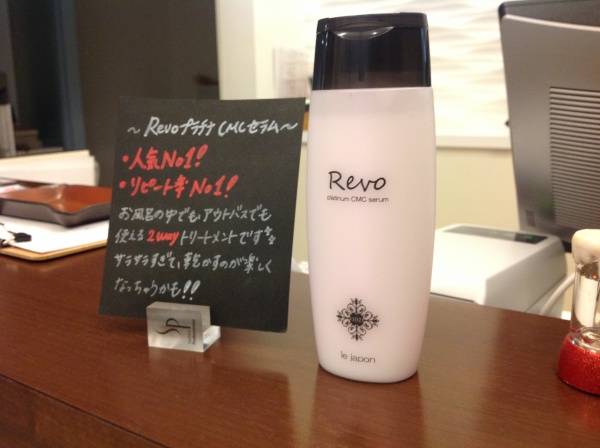 ～Revoプラチナ CMCセラム～
・人気No1!
・リピート率No1!
お風呂の中でも、アウトバスでも
使える2wayトリートメントです
サラサラすぎて、乾かすのが楽しく
なっちゃうかも!!
SP
Revo
platinum CMC serum
le japon